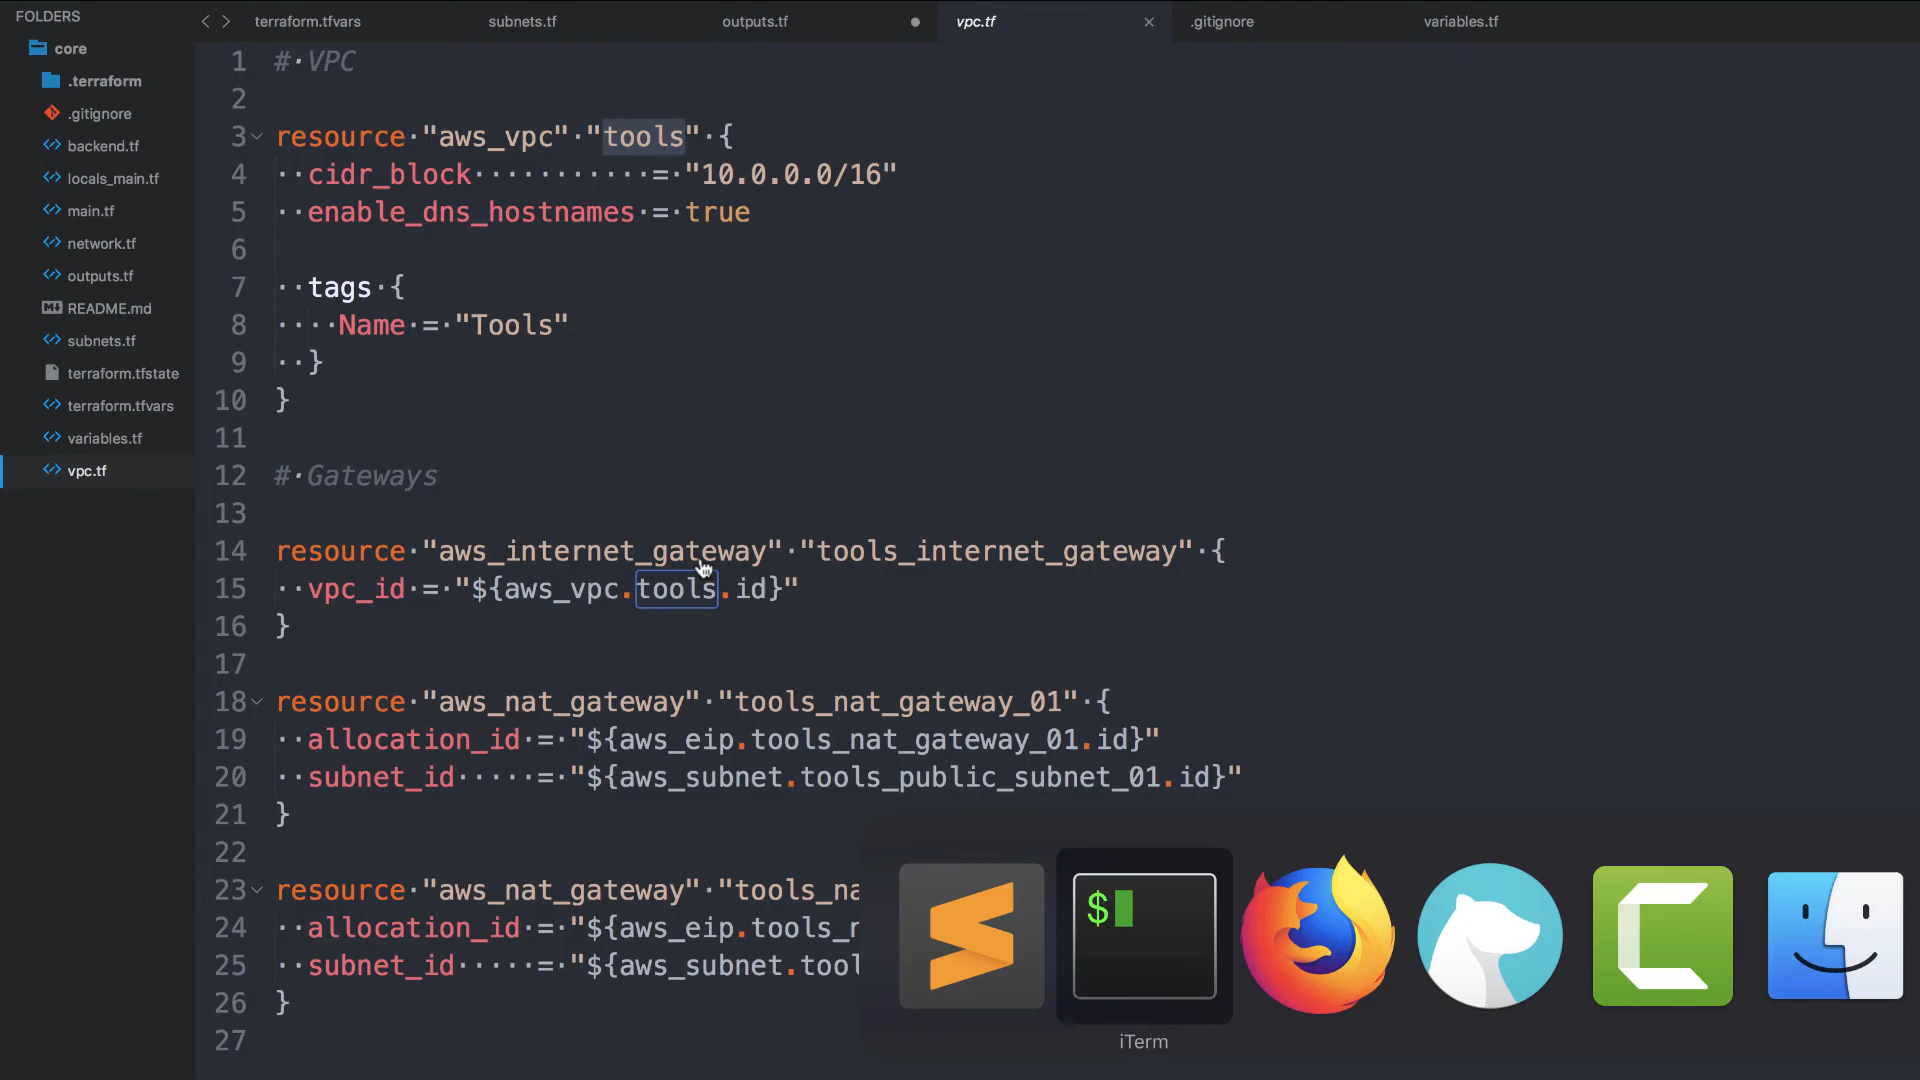 FOLDERS
core
.terraform
.gitignore
backend.tf
locals_main.tf
main.tf
network.tf
outputs.tf
README.md
subnets.tf
terraform.tfstate
terraform.tfvars
variables.tf
vpc.tf
terraform.tfvars
subnets.tf
outputs.tf
vpc.tf
.gitignore
variables.tf
1 # VPC
2
3 resource "aws_vpc" "tools" {
4 cidr_block = "10.0.0.0/16"
5 enable_dns_hostnames = true
6
7 tags {
8 Name = "Tools"
9 }
10 }
11
12 # Gateways
13
14 resource "aws_internet_gateway" "tools_internet_gateway" {
15 vpc_id = "${aws_vpc.tools.id}"
16 }
17
18 resource "aws_nat_gateway" "tools_nat_gateway_01" {
19 allocation_id = "${aws_eip.tools_nat_gateway_01.id}"
20 subnet_id = "${aws_subnet.tools_public_subnet_01.id}"
21 }
22
23 resource "aws_nat_gateway" "tools_na
24 allocation_id = "${aws_eip.tools_n
25 subnet_id = "${aws_subnet.tool
26 }
27
$
iTerm